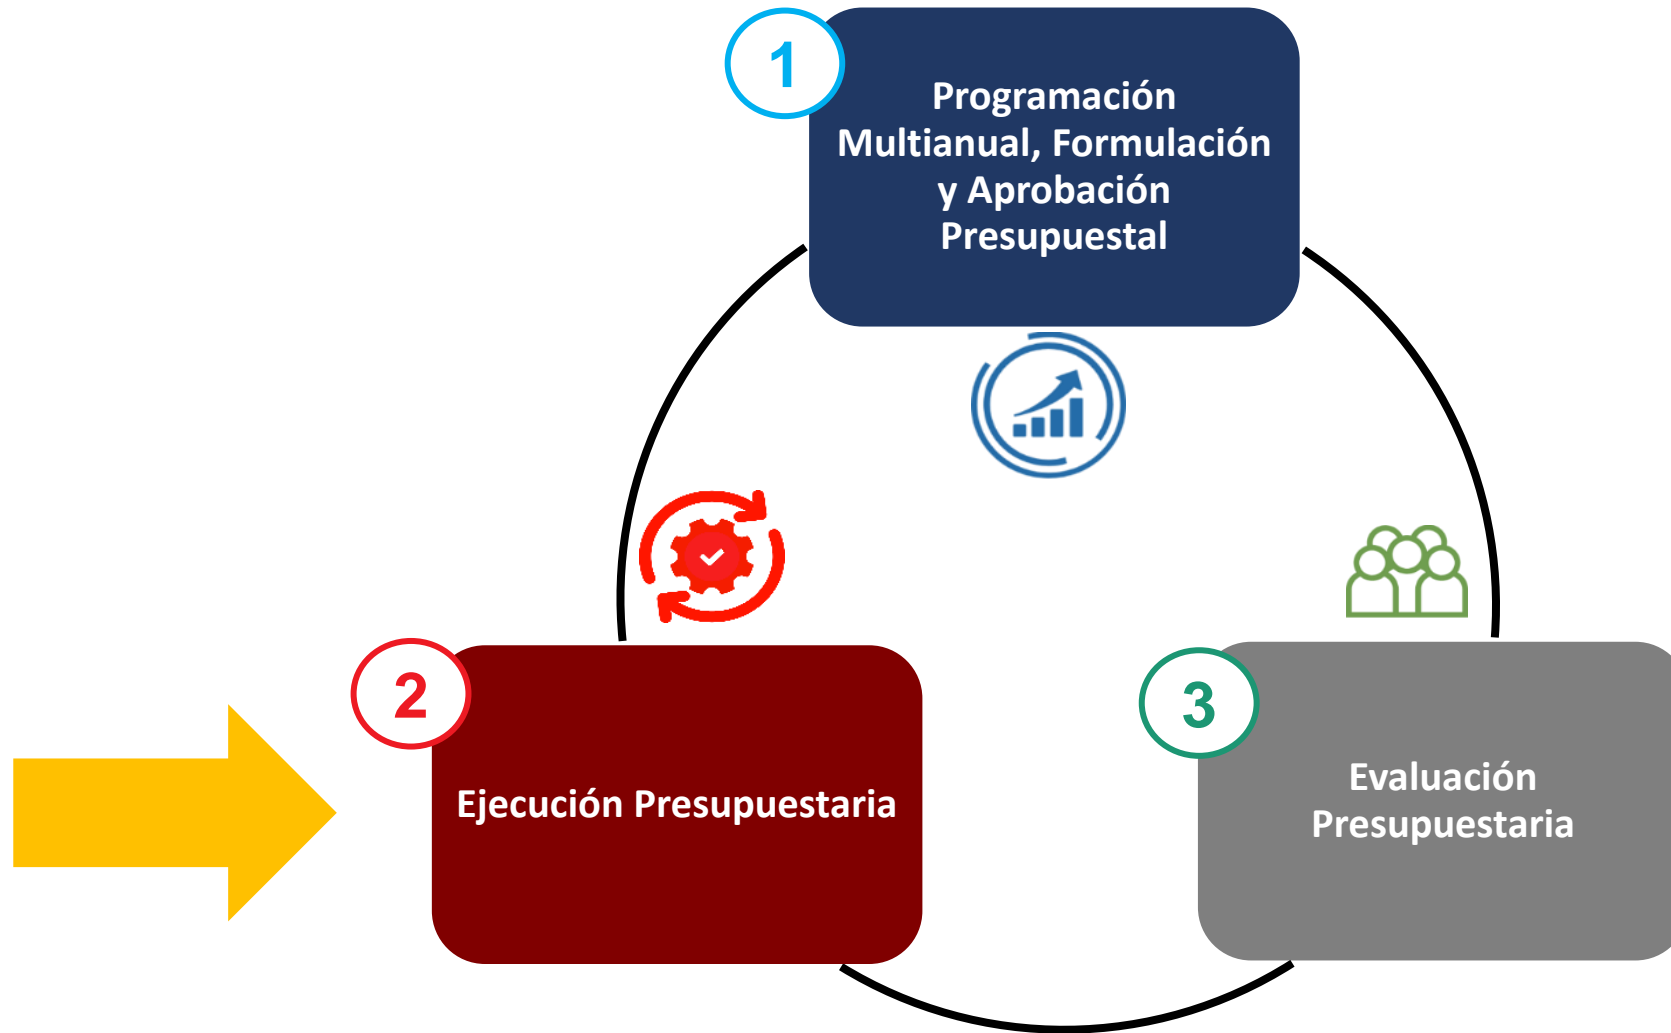 1
Programación
Multianual, Formulación
y Aprobación
Presupuestal
2
Ejecución Presupuestaria
3
Evaluación
Presupuestaria